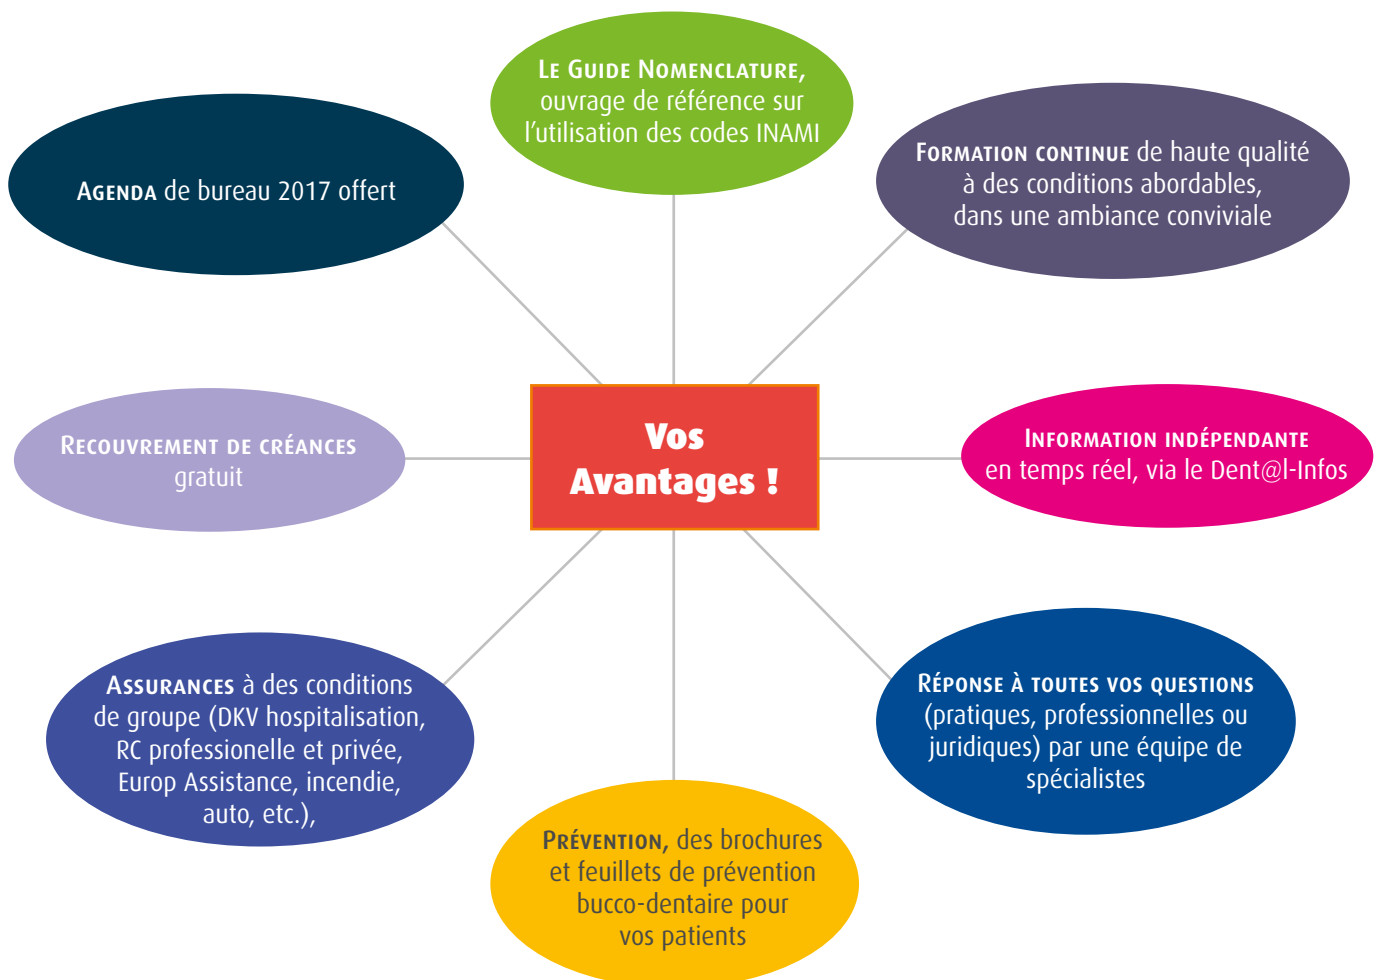 Le Guide Nomenclature,
ouvrage de référence sur
l'utilisation des codes INAMI
Agenda de bureau 2017 offert
Formation continue de haute qualité
à des conditions abordables,
dans une ambiance conviviale
Recouvrement de créances
gratuit
Vos
Avantages !
Information indépendante
en temps réel, via le Dent@l-Infos
Assurances à des conditions
de groupe (DKV hospitalisation,
RC professionelle et privée,
Europ Assistance, incendie,
auto, etc.),
Réponse à toutes vos questions
(pratiques, professionnelles ou
juridiques) par une équipe de
spécialistes
Prévention, des brochures
et feuillets de prévention
bucco-dentaire pour
vos patients